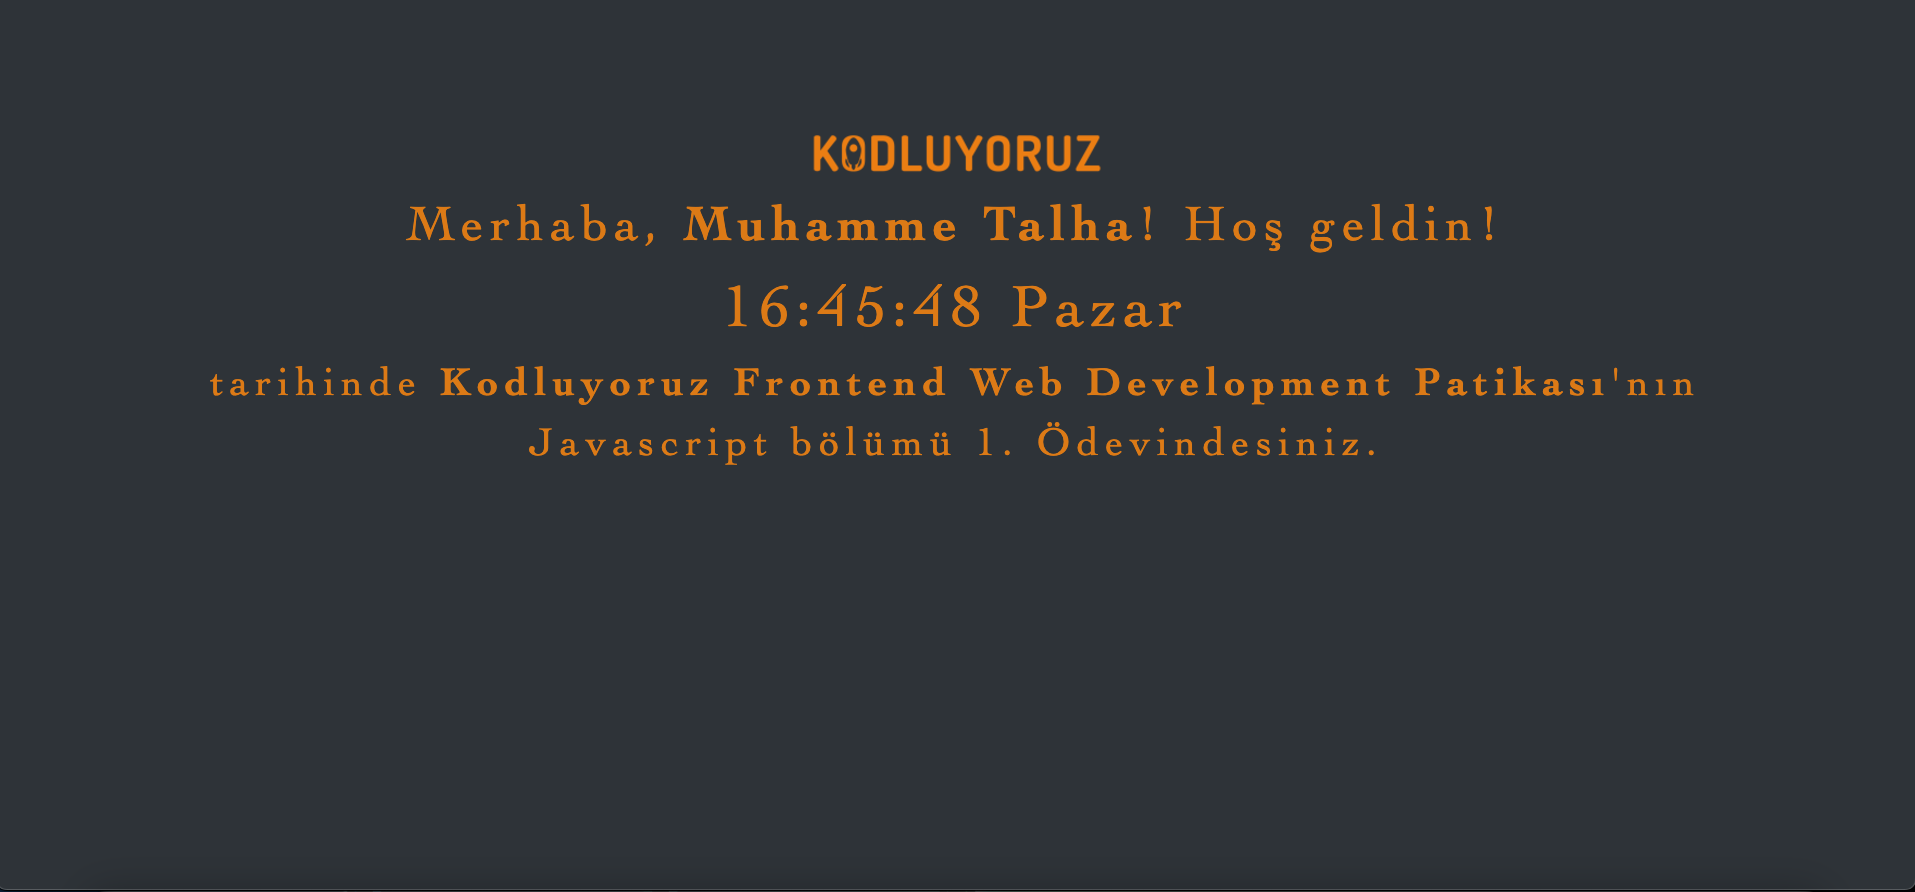 KODLUYORUZ
Merhaba, Muhamme Talha! Hoş geldin!
16:45:48 Pazar
tarihinde Kodluyoruz Frontend Web Development Patikası'nın
Javascript bölümü 1. Ödevindesiniz.